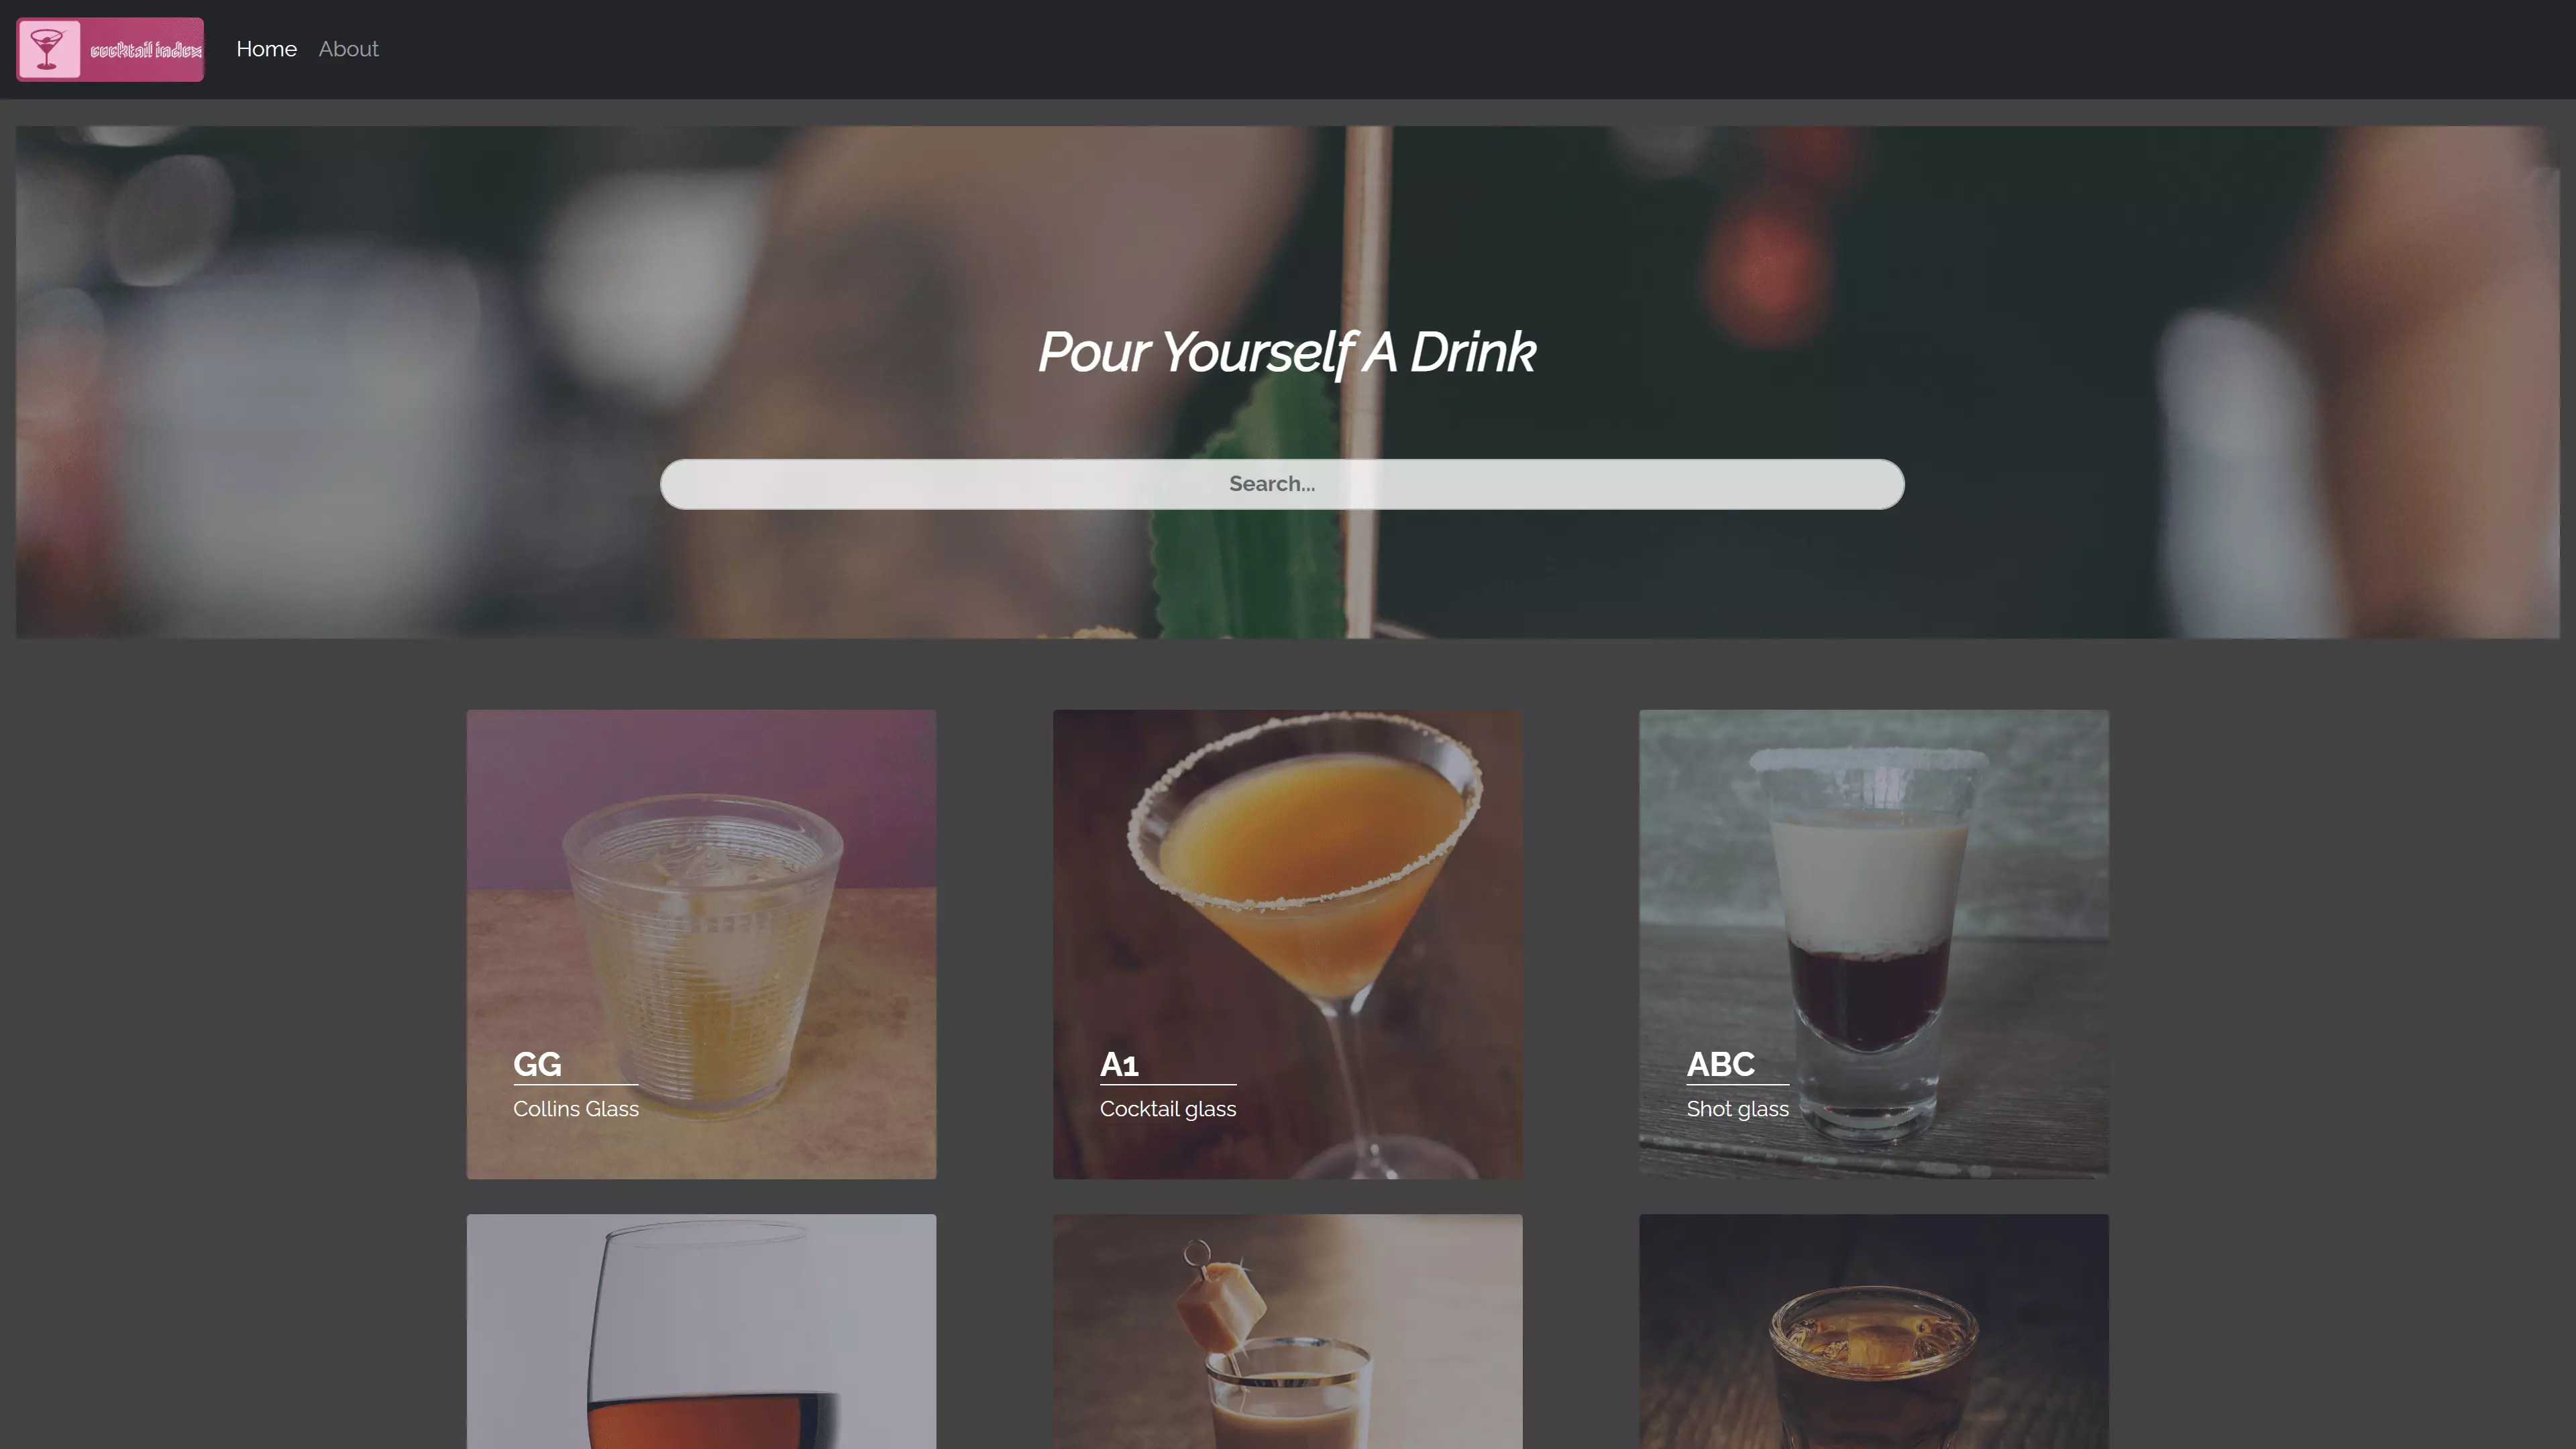 cocktail index
Home
About
Pour Yourself A Drink
Search...
GG
Collins Glass
A1
Cocktail glass
ABC
Shot glass